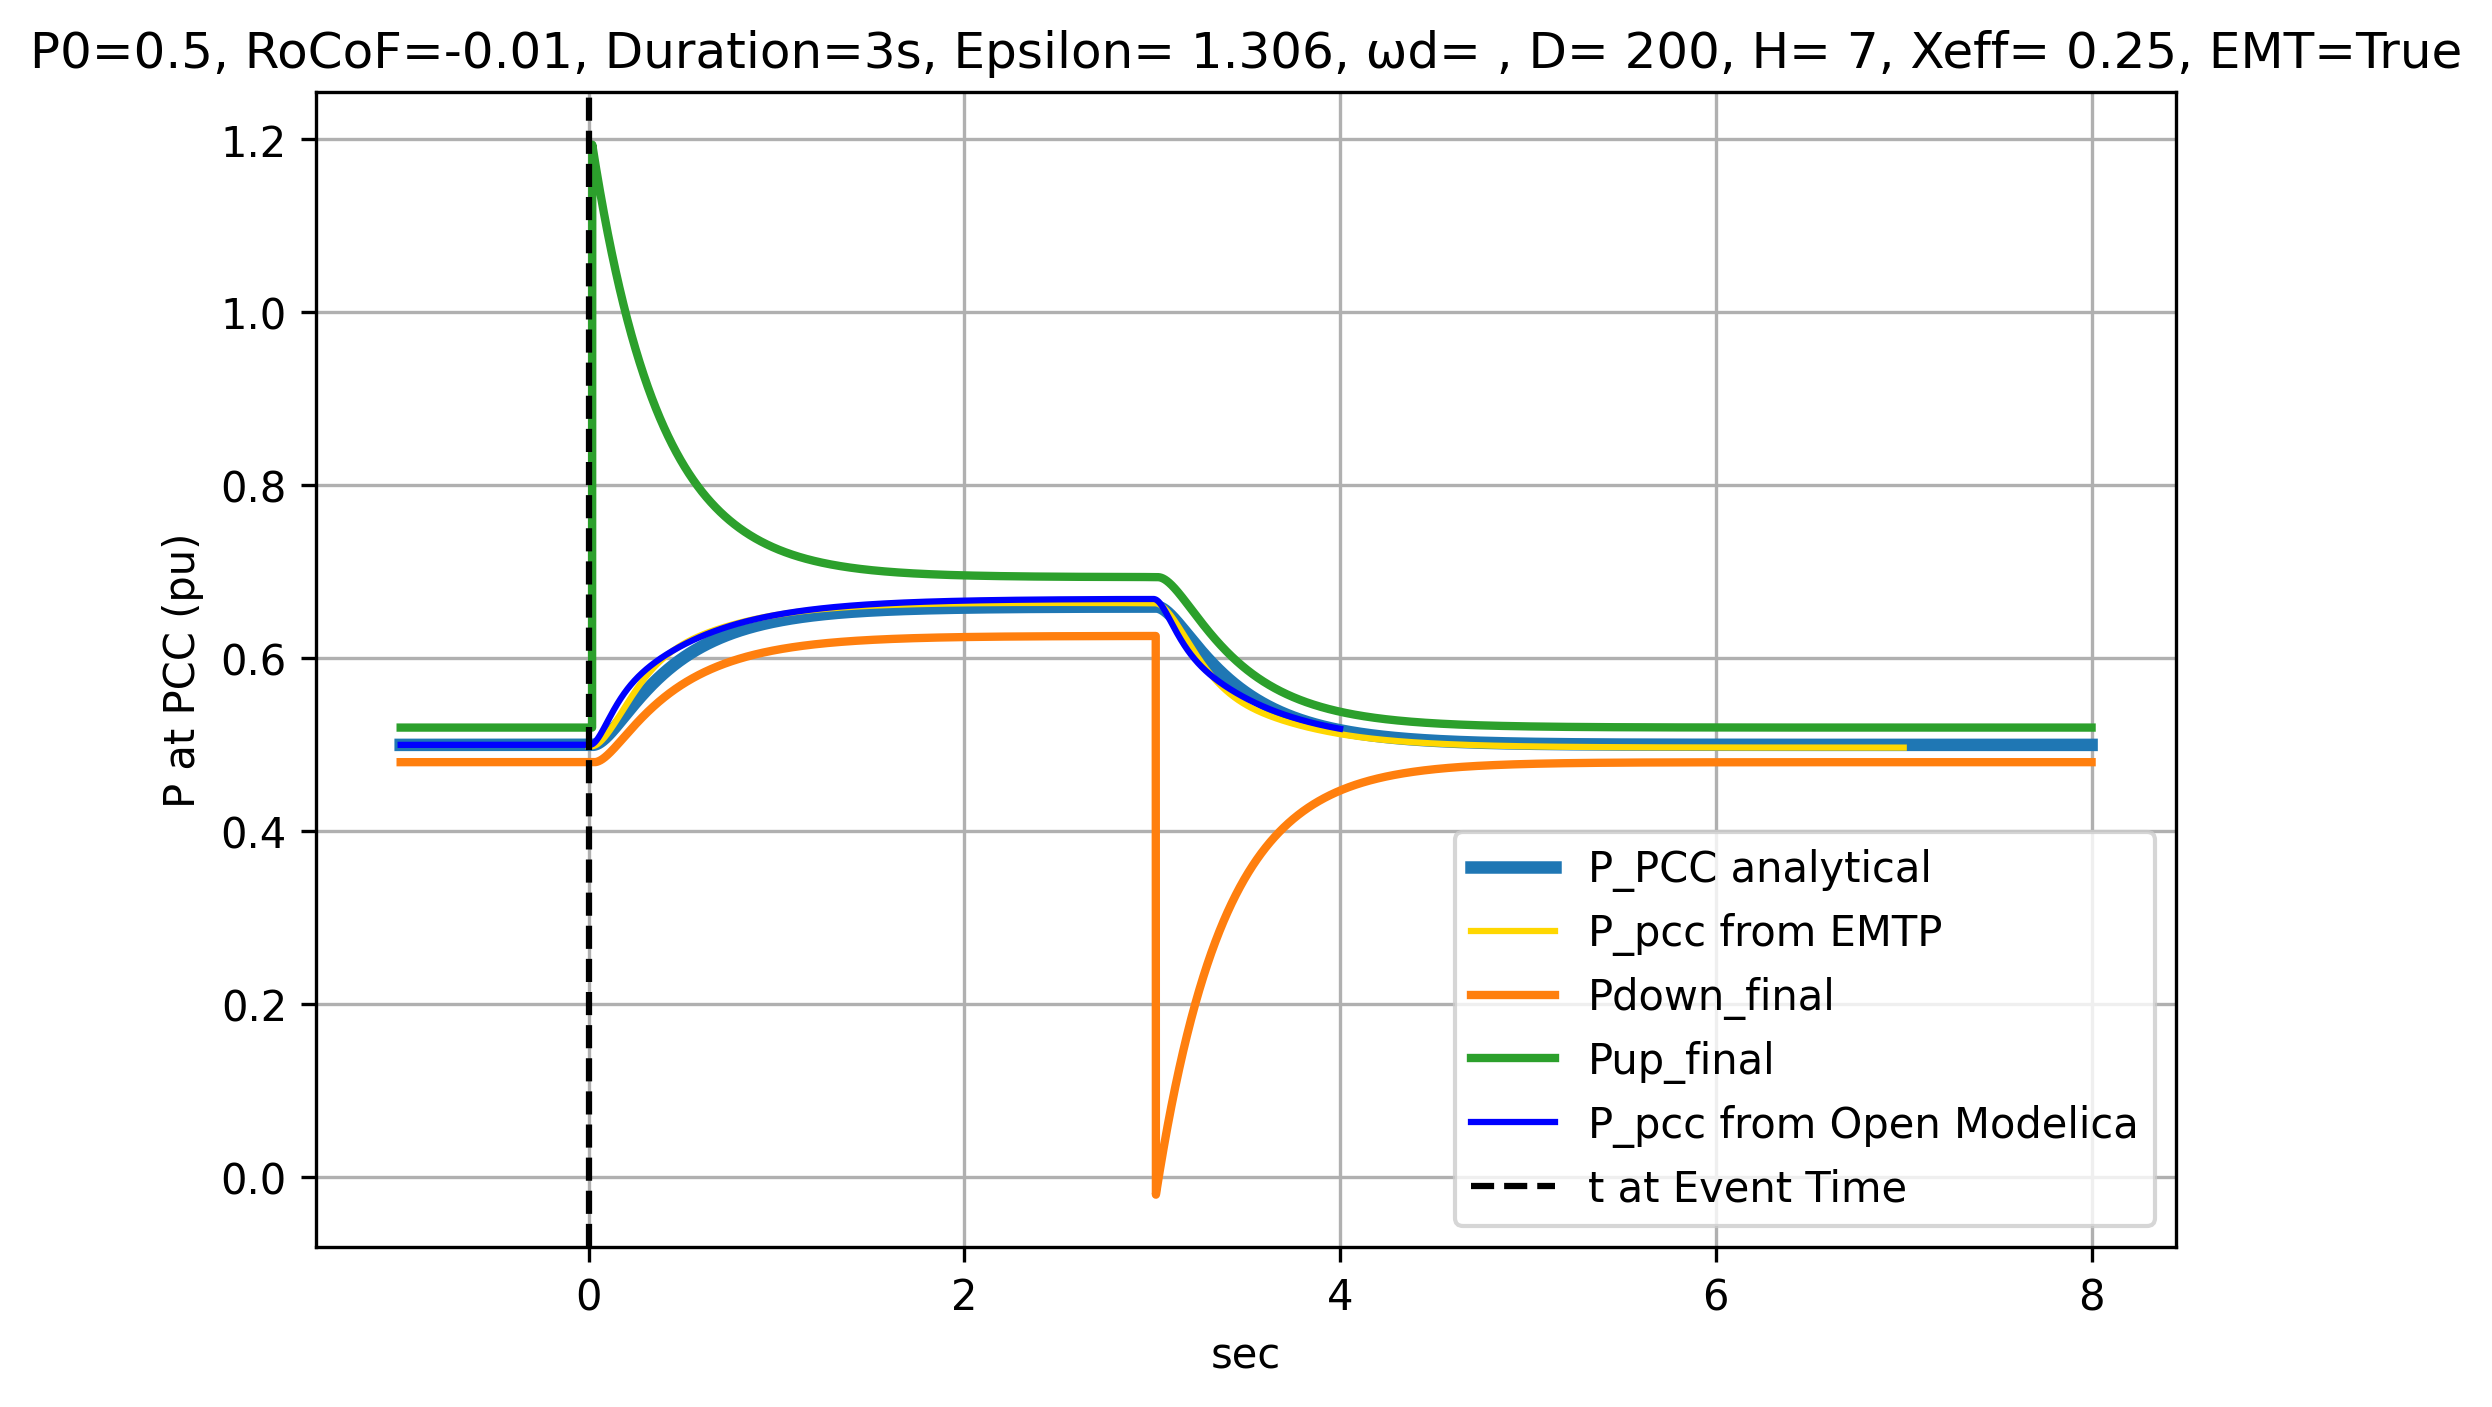 P0=0.5, RoCoF=-0.01, Duration=3s, Epsilon= 1.306, ωd= , D= 200, H= 7, Xeff= 0.25, EMT=True
1.2
1.0
0.8
0.6
0.4
0.2
0.0
P at PCC (pu)
P_PCC analytical
P_pcc from EMTP
Pdown_final
Pup_final
P_pcc from Open Modelica
t at Event Time
0 2 4 6 8
sec